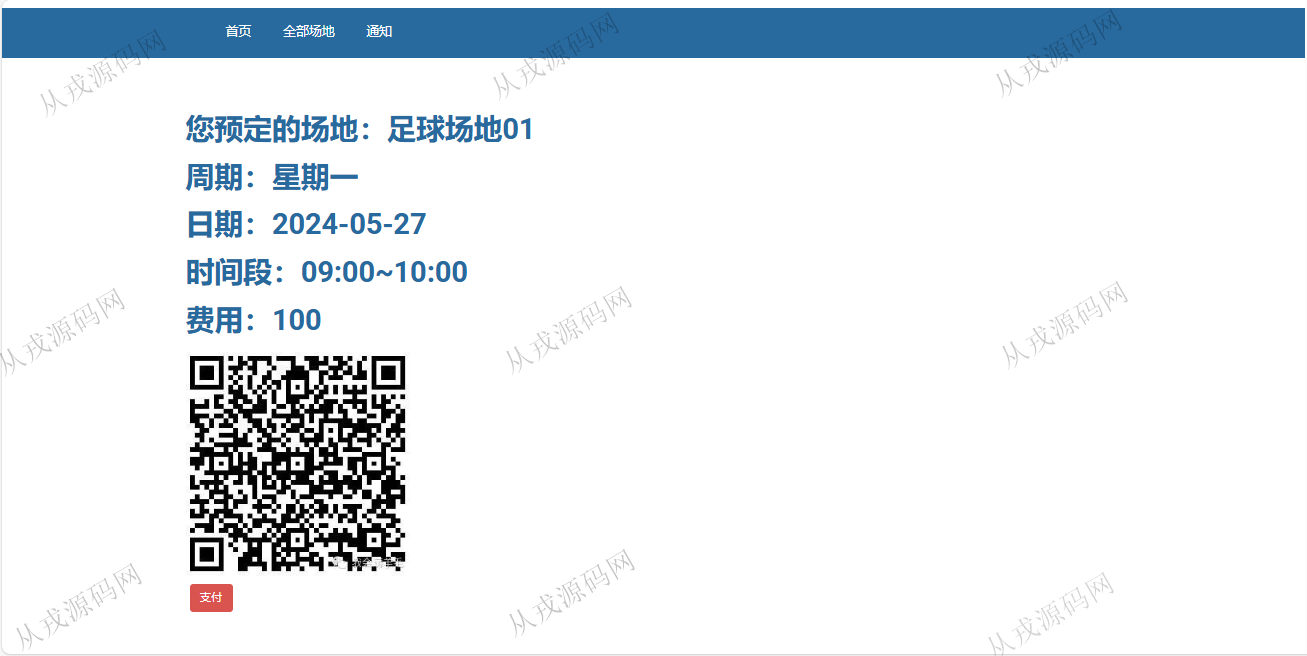 首页 全部场地 通知
从戎源码网 从戎源码网 从戎源码网
您预定的场地：足球场地01
周期：星期一
日期：2024-05-27
时间段：09:00~10:00
费用：100
从戎源码网 从戎源码网 从戎源码网
支付
从戎源码网 从戎源码网 从戎源码网